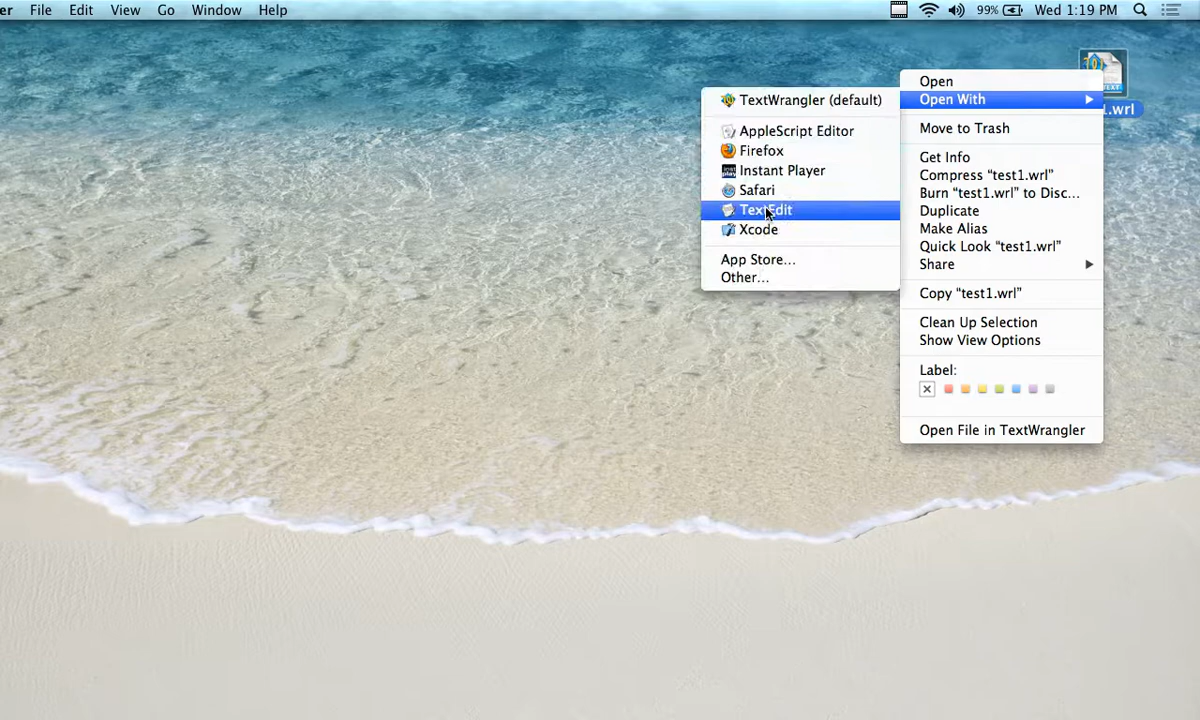 er File Edit View Go Window Help 99% Wed 1:19 PM
1.wrl
Open
Open With
Move to Trash
Get Info
Compress “test1.wrl”
Burn “test1.wrl” to Disc...
Duplicate
Make Alias
Quick Look “test1.wrl”
Share
Copy “test1.wrl”
Clean Up Selection
Show View Options
Label:
Open File in TextWrangler
TextWrangler (default)
AppleScript Editor
Firefox
Instant Player
Safari
TextEdit
Xcode
App Store...
Other...